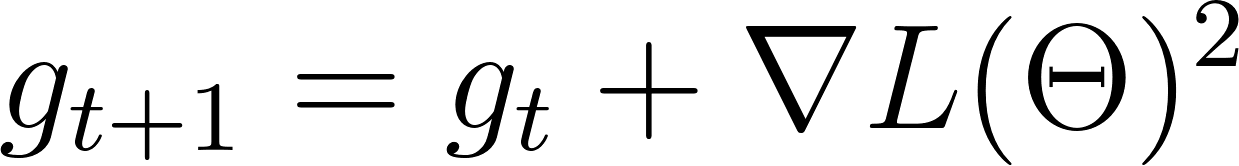 g_{t+1} = g_t + ∇L(Θ)^2